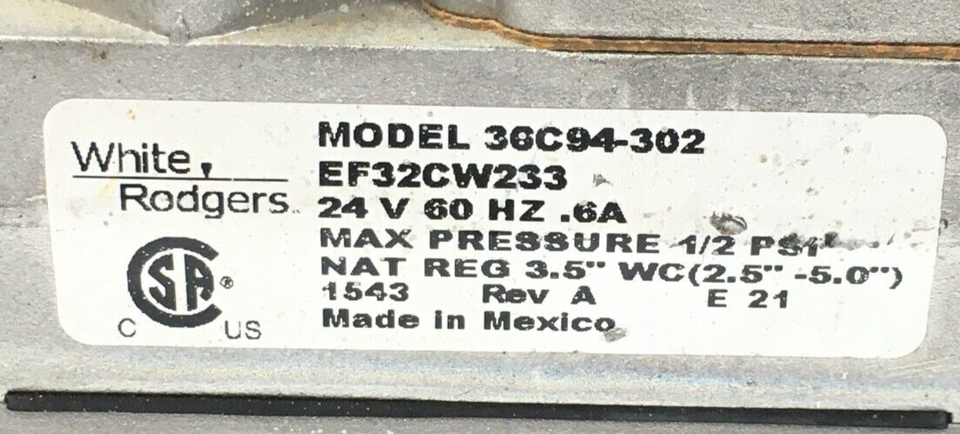 White
Rodgers
MODEL 36C94-302
EF32CW233
24 V 60 HZ .6A
MAX PRESSURE 1/2 PSI
NAT REG 3.5" WC(2.5" -5.0")
1543 Rev A E 21
Made in Mexico
CSA®
C US